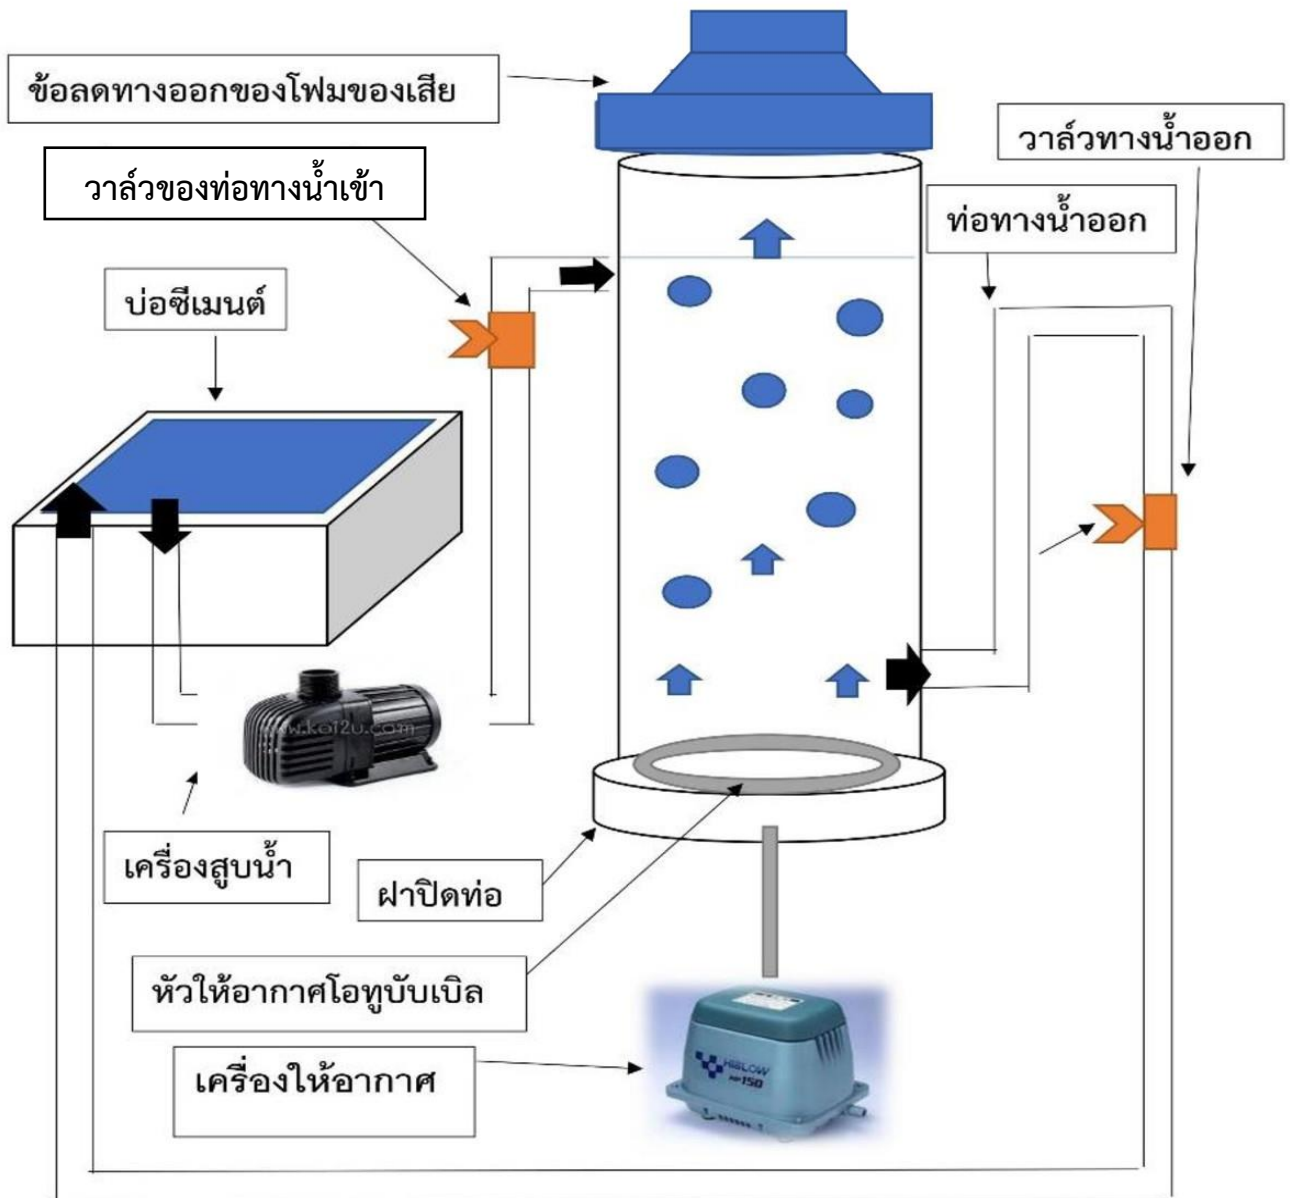 ข้อลดทางออกของโฟมของเสีย
วาล์วทางน้ำออก
วาล์วของท่อทางน้ำเข้า
ท่อทางน้ำออก
บ่อซีเมนต์
w.koi2u.com
เครื่องสูบน้ำ
ฝาปิดท่อ
หัวให้อากาศโอทูบับเบิล
เครื่องให้อากาศ
HIBLOW
HP150